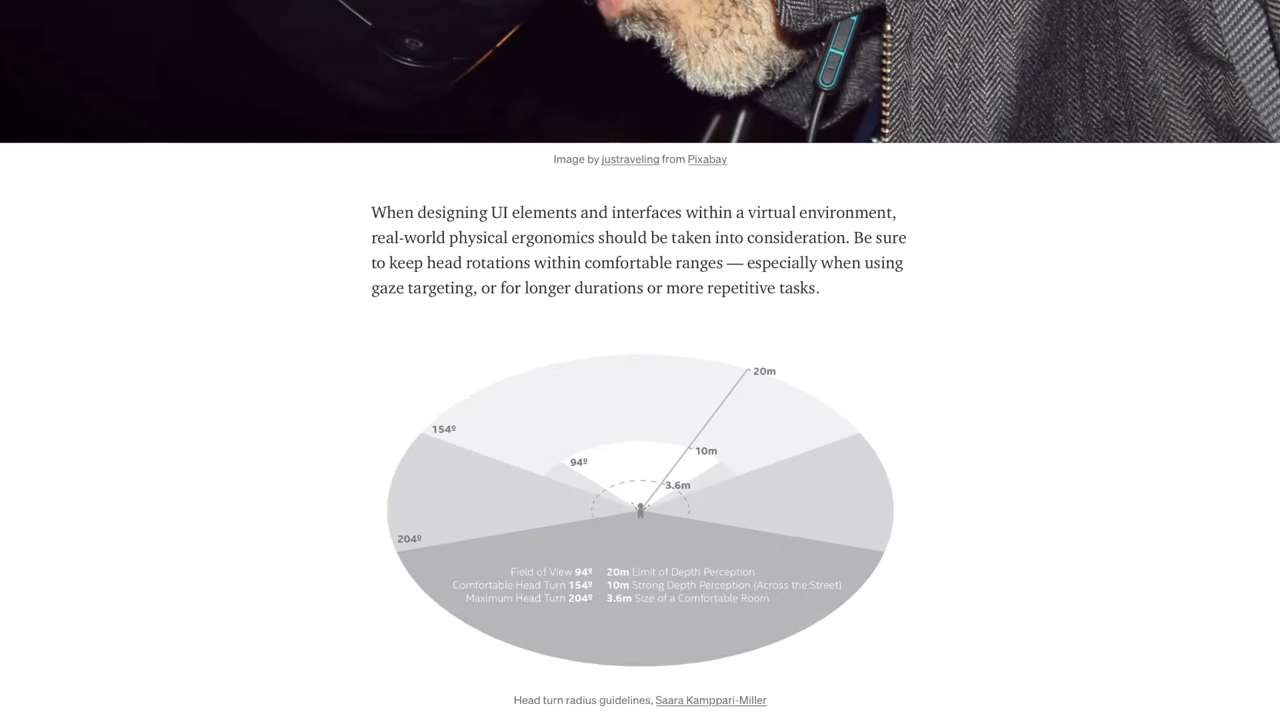 Image by justraveling from Pixabay
When designing UI elements and interfaces within a virtual environment,
real-world physical ergonomics should be taken into consideration. Be sure
to keep head rotations within comfortable ranges — especially when using
gaze targeting, or for longer durations or more repetitive tasks.
20m
154º
10m
94º
3.6m
204º
Field of View 94º 20m Limit of Depth Perception
Comfortable Head Turn 154º 10m Strong Depth Perception (Across the Street)
Maximum Head Turn 204º 3.6m Size of a Comfortable Room
Head turn radius guidelines, Saara Kamppari-Miller